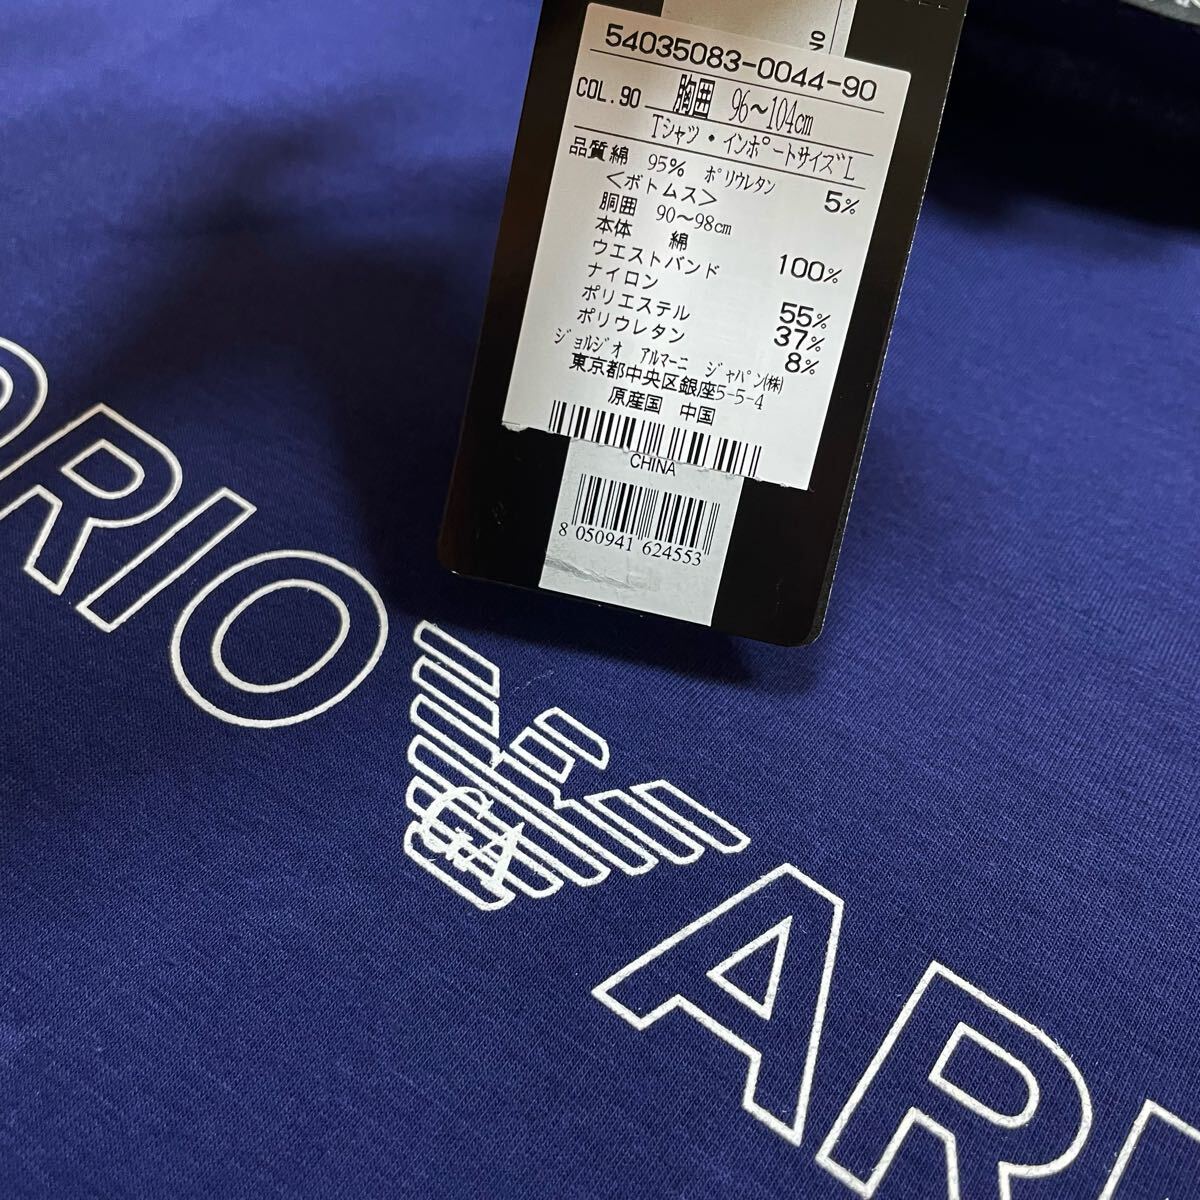 54035083-0044-90
COL.90 胸囲 96～104cm
Tシャツ・インポートサイズL
品質綿 95% ポリウレタン 5%
<ボトムス>
胴囲 90～98cm
本体 綿 100%
ウエストバンド
ナイロン 55%
ポリエステル 37%
ポリウレタン 8%
ジョルジオ アルマーニ ジャパン(株)
東京都中央区銀座5-5-4
原産国 中国
CHINA
8 050941 624553
ORIO
GA
AR